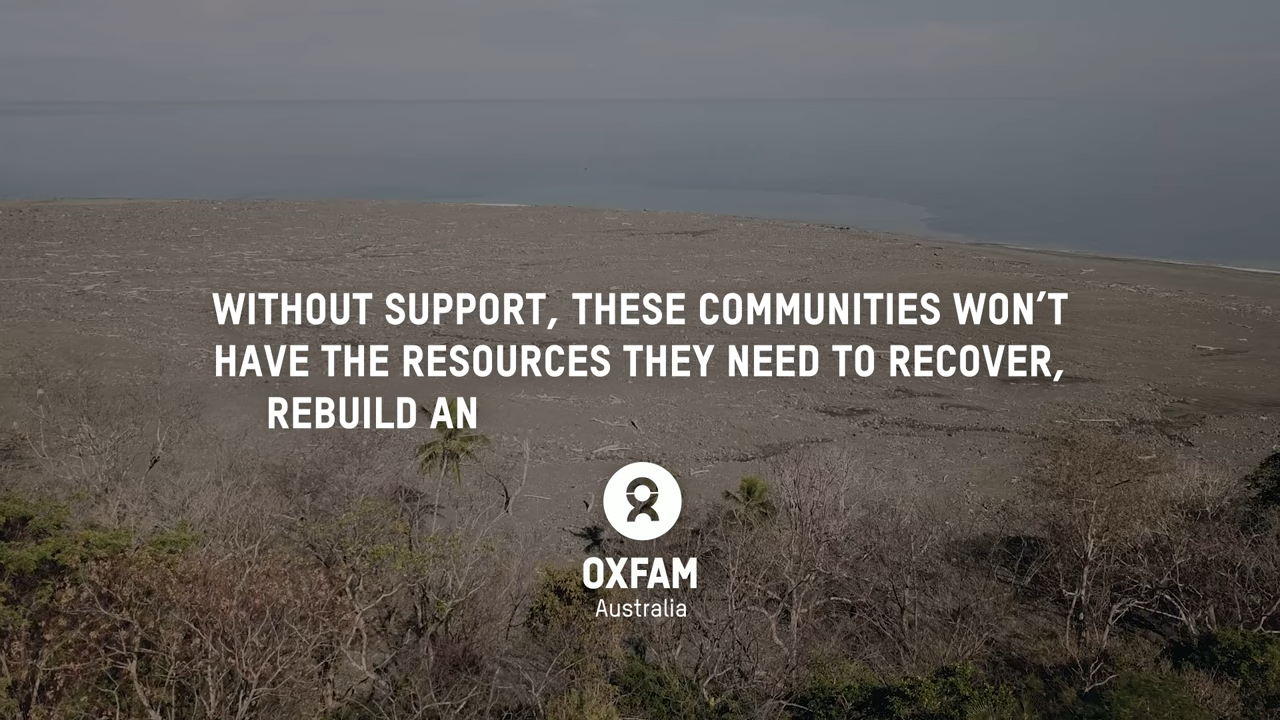 WITHOUT SUPPORT, THESE COMMUNITIES WON'T
HAVE THE RESOURCES THEY NEED TO RECOVER,
REBUILD AN
OXFAM
Australia